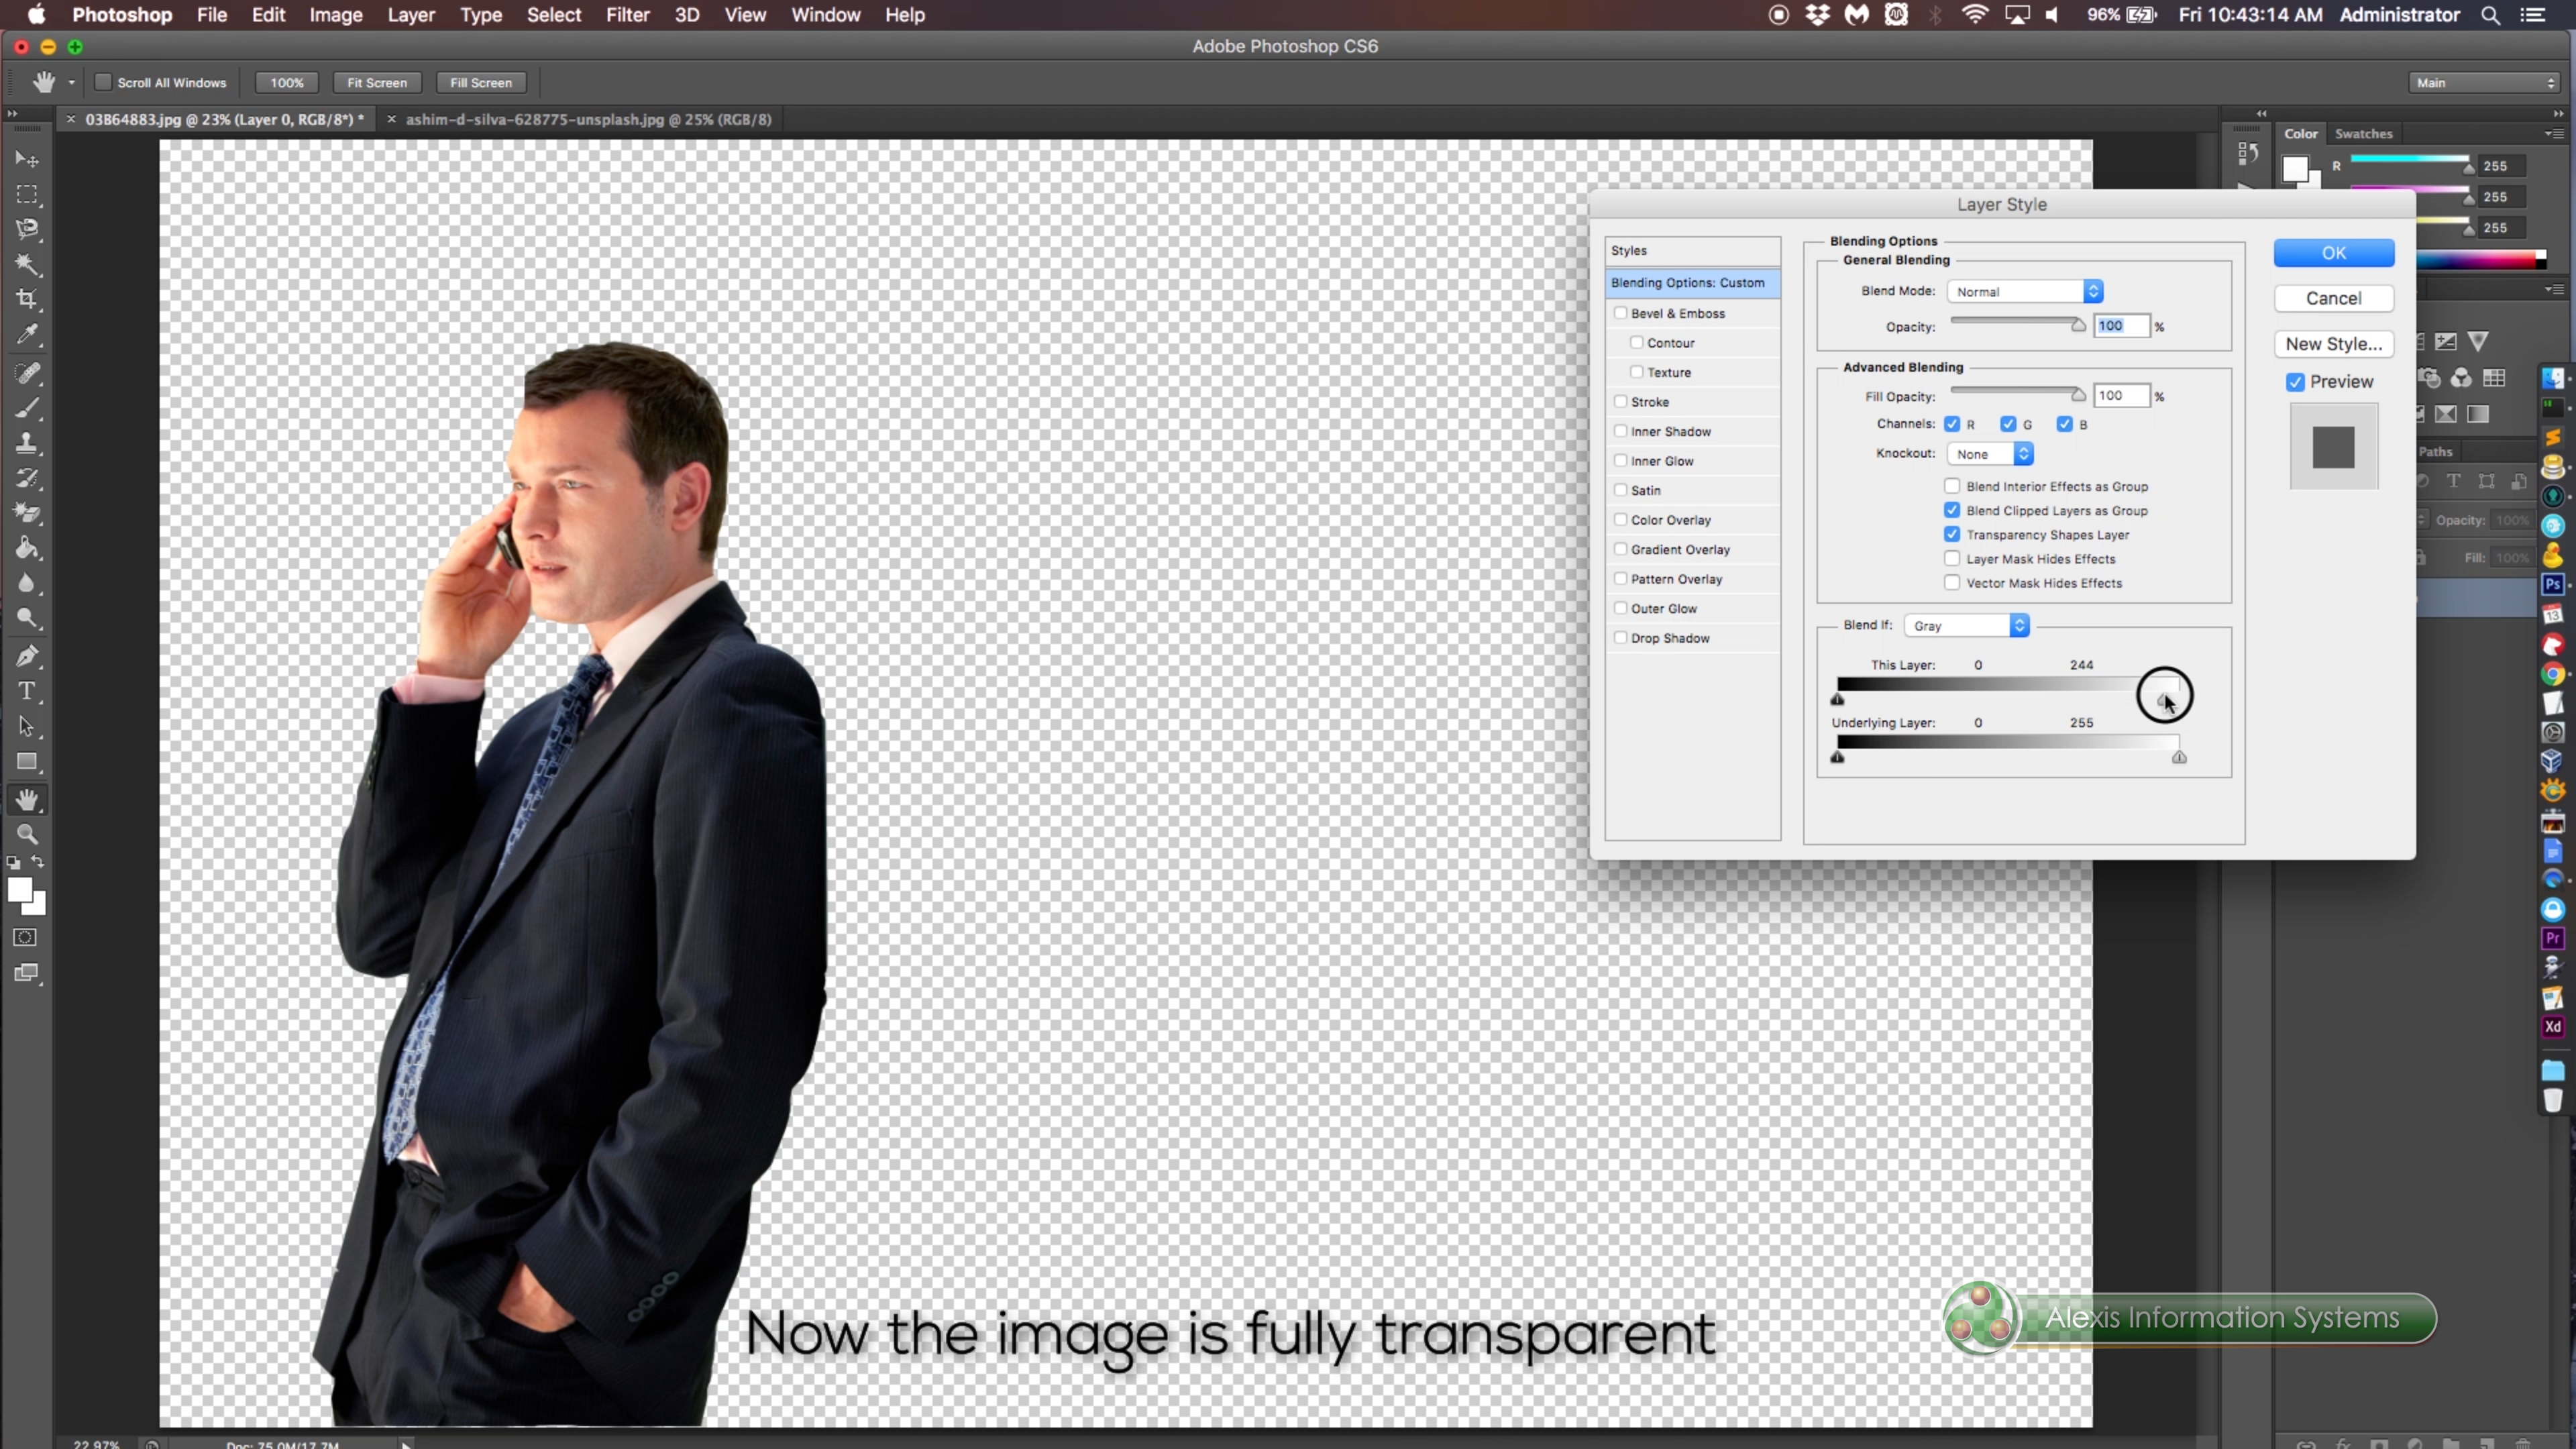 Photoshop File Edit Image Layer Type Select Filter 3D View Window Help 96% Fri 10:43:14 AM Administrator
Adobe Photoshop CS6
Scroll All Windows 100% Fit Screen Fill Screen Main
03B64883.jpg @ 23% (Layer 0, RGB/8*) * ashim-d-silva-628775-unsplash.jpg @ 25% (RGB/8)
Color Swatches
R 255
255
255
Layer Style
Styles
Blending Options: Custom
Bevel & Emboss
Contour
Texture
Stroke
Inner Shadow
Inner Glow
Satin
Color Overlay
Gradient Overlay
Pattern Overlay
Outer Glow
Drop Shadow
Blending Options
General Blending
Blend Mode: Normal
Opacity: 100 %
Advanced Blending
Fill Opacity: 100 %
Channels: R G B
Knockout: None
Blend Interior Effects as Group
Blend Clipped Layers as Group
Transparency Shapes Layer
Layer Mask Hides Effects
Vector Mask Hides Effects
Blend If: Gray
This Layer: 0 244
Underlying Layer: 0 255
OK
Cancel
New Style...
Preview
Paths
Opacity: 100%
Fill: 100%
Ps
13
Pr
Xd
Now the image is fully transparent
Alexis Information Systems
22.97% Doc: 75.0M/17.7M